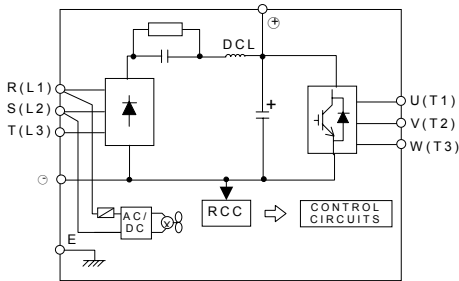 ⊕
DCL
R(L1)
S(L2)
T(L3)
+
U(T1)
V(T2)
W(T3)
⊖
RCC
CONTROL
CIRCUITS
AC/
DC
V
E